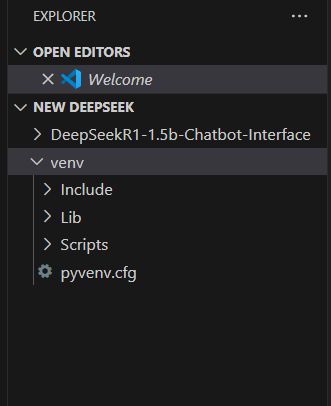 EXPLORER
OPEN EDITORS
Welcome
NEW DEEPSEEK
DeepSeekR1-1.5b-Chatbot-Interface
venv
Include
Lib
Scripts
pyvenv.cfg